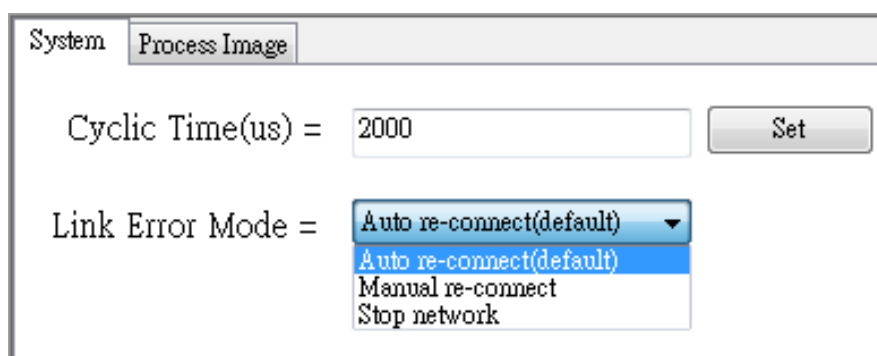 System Process Image
Cyclic Time(us) = 2000 Set
Link Error Mode = Auto re-connect(default)
Auto re-connect(default)
Manual re-connect
Stop network